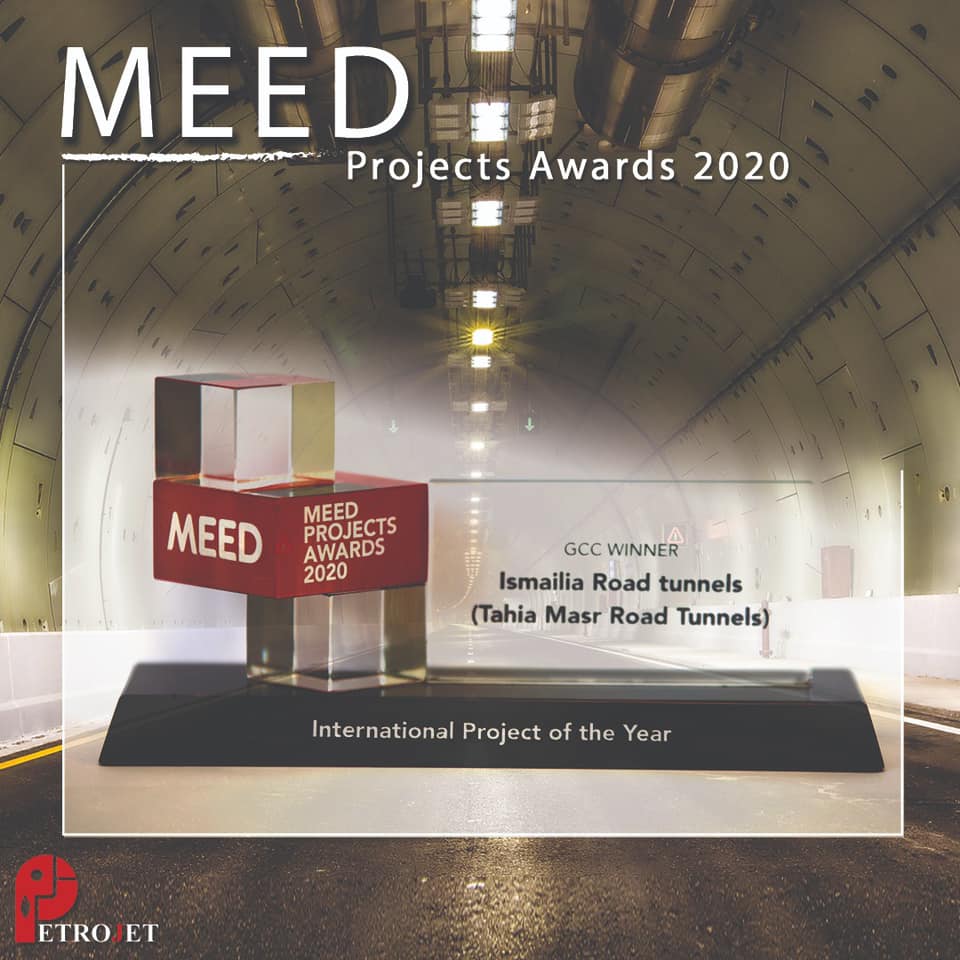 MEED
Projects Awards 2020
MEED
MEED
PROJECTS
AWARDS
2020
GCC WINNER
Ismailia Road tunnels
(Tahia Masr Road Tunnels)
International Project of the Year
PETROJET